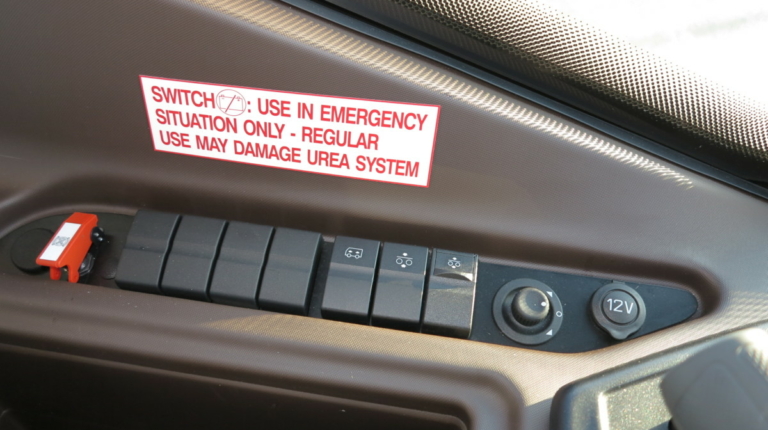 SWITCH : USE IN EMERGENCY
SITUATION ONLY - REGULAR
USE MAY DAMAGE UREA SYSTEM
12V